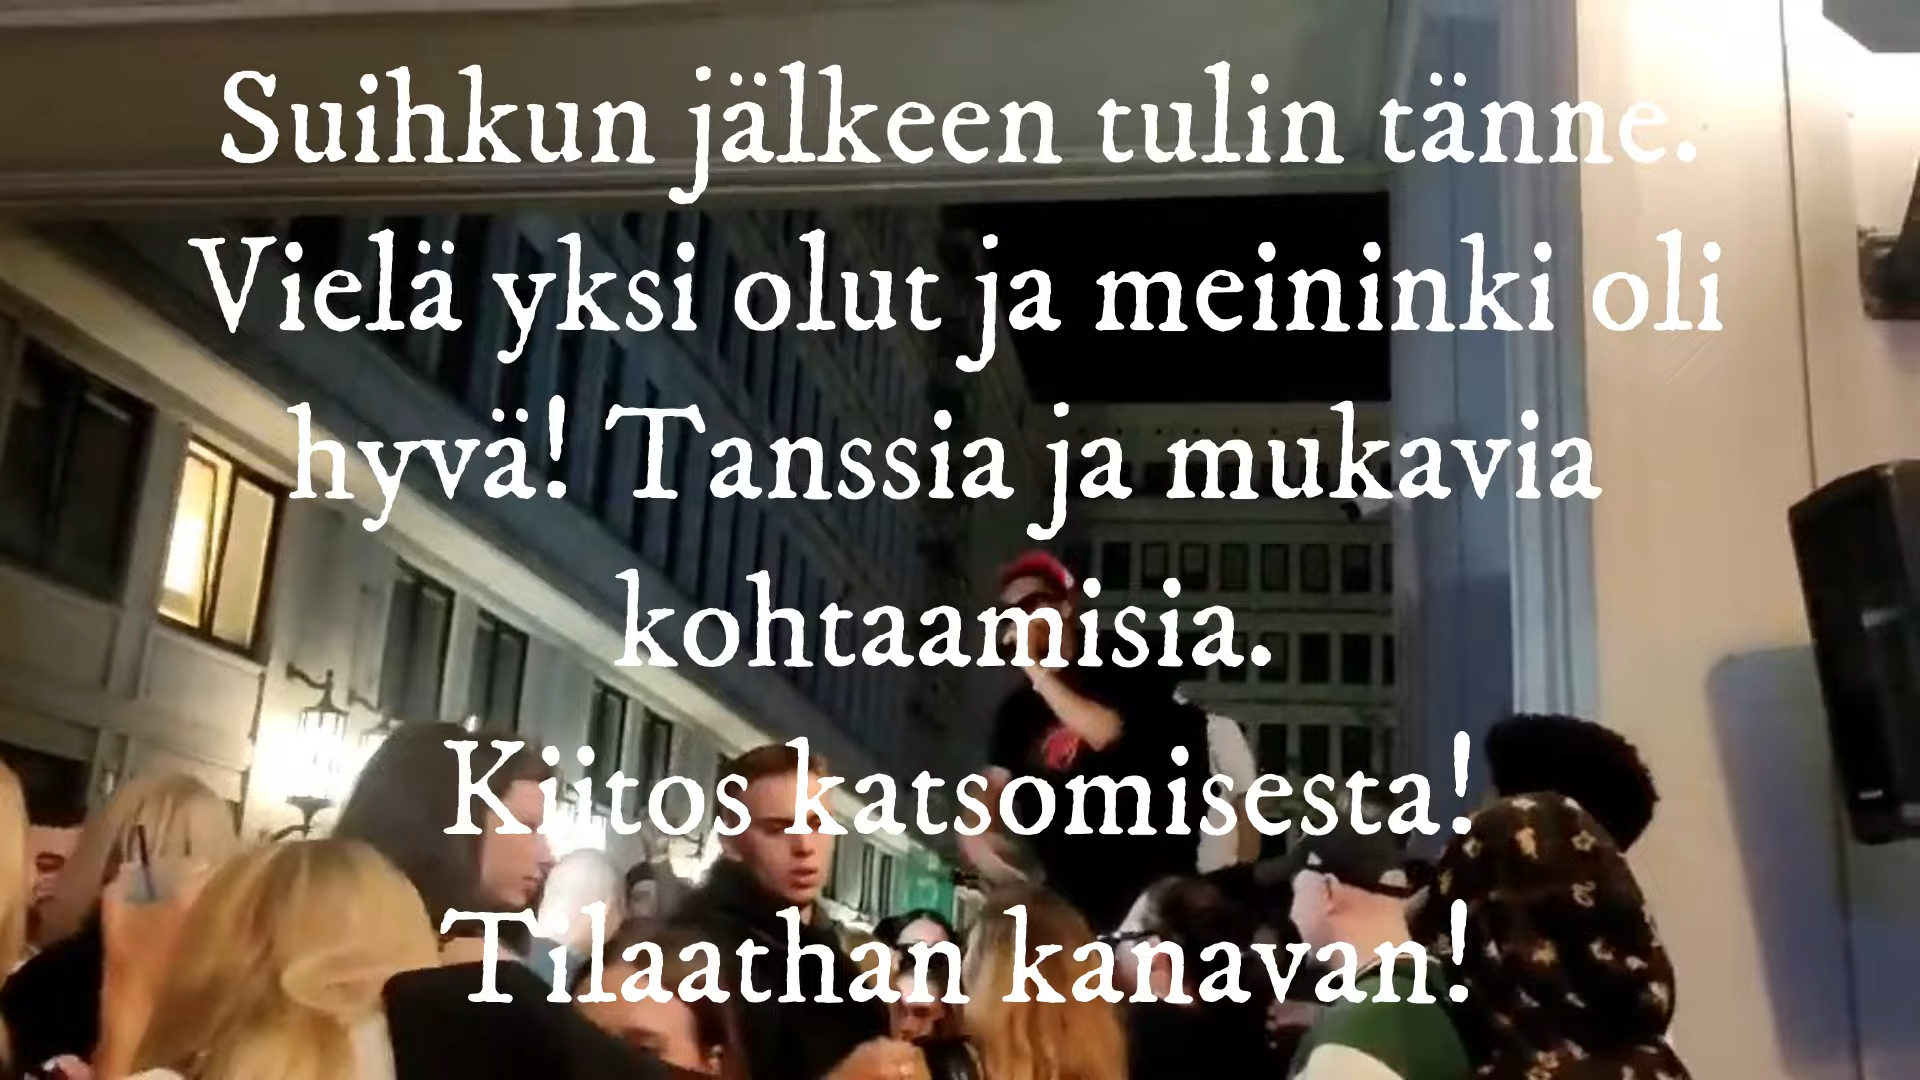 Suihkun jälkeen tulin tänne.
Vielä yksi olut ja meininki oli
hyvä! Tanssia ja mukavia
kohtaamisia.
Kiitos katsomisesta!
Tilaathan kanavan!